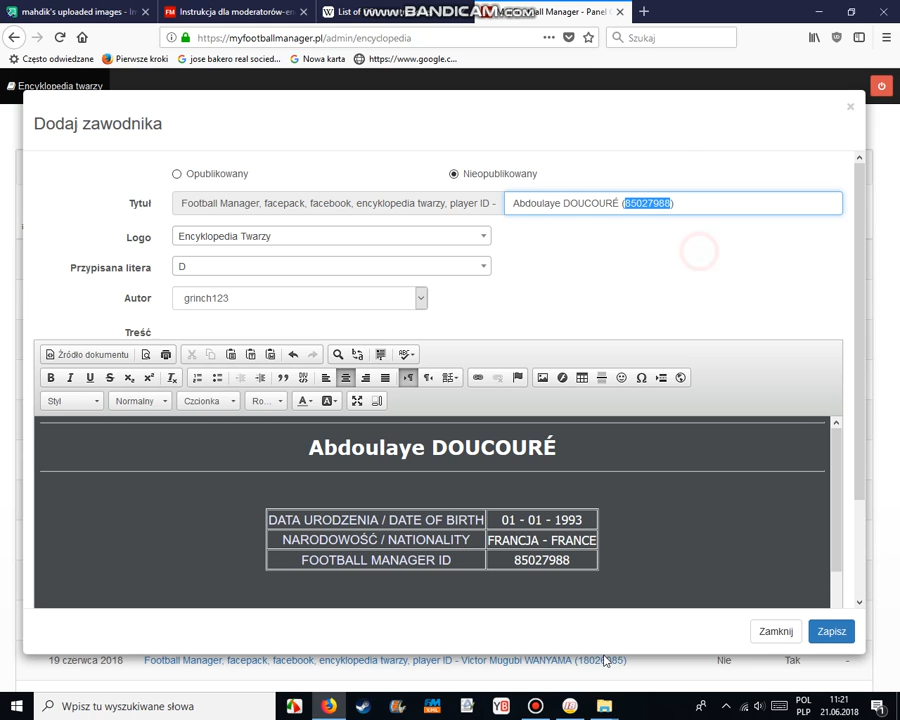 mahdik's uploaded images - In
Instrukcja dla moderatorów-en
List of
Ball Manager - Panel
www.BANDICAM.com
https://myfootballmanager.pl/admin/encyclopedia
Szukaj
Często odwiedzane
Pierwsze kroki
jose bakero real socied...
Nowa karta
https://www.google.c...
Encyklopedia twarzy
Dodaj zawodnika
×
Opublikowany
Nieopublikowany
Tytuł
Football Manager, facepack, facebook, encyklopedia twarzy, player ID -
Abdoulaye DOUCOURÉ (85027988)
Logo
Encyklopedia Twarzy
Przypisana litera
D
Autor
grinch123
Treść
Źródło dokumentu
Styl
Normalny
Czcionka
Ro...
Abdoulaye DOUCOURÉ
DATA URODZENIA / DATE OF BIRTH
01 - 01 - 1993
NARODOWOŚĆ / NATIONALITY
FRANCJA - FRANCE
FOOTBALL MANAGER ID
85027988
Zamknij
Zapisz
19 czerwca 2018
Football Manager, facepack, facebook, encyklopedia twarzy, player ID - Victor Mugubi WANYAMA
Nie
Tak
-
Wpisz tu wyszukiwane słowa
POL
PLP
11:21
21.06.2018